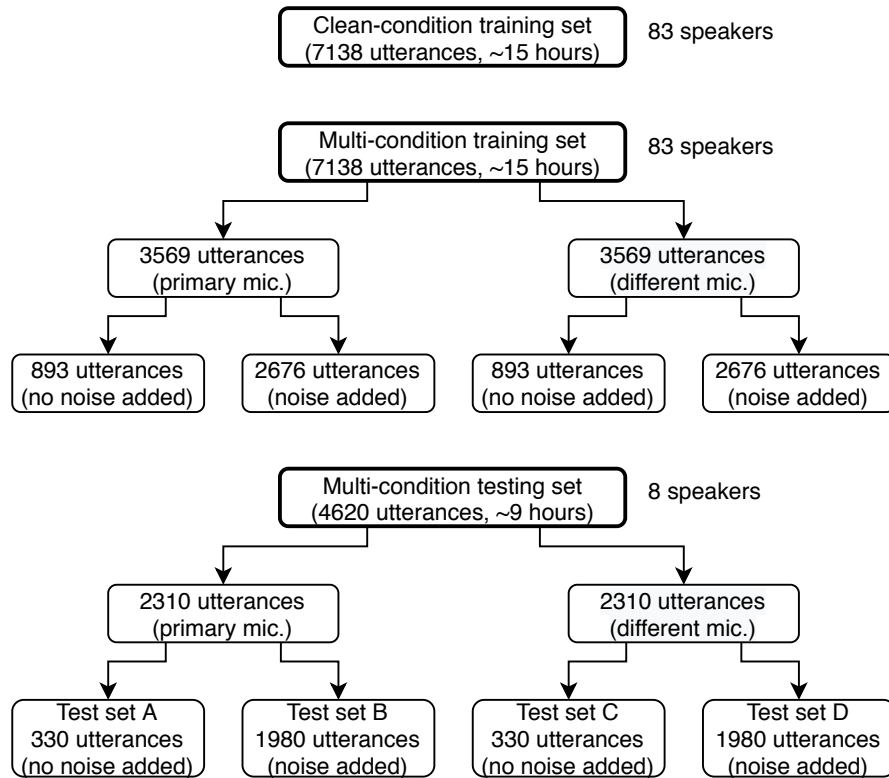 Clean-condition training set
(7138 utterances, ~15 hours)
83 speakers
Multi-condition training set
(7138 utterances, ~15 hours)
83 speakers
3569 utterances
(primary mic.)
3569 utterances
(different mic.)
893 utterances
(no noise added)
2676 utterances
(noise added)
893 utterances
(no noise added)
2676 utterances
(noise added)
Multi-condition testing set
(4620 utterances, ~9 hours)
8 speakers
2310 utterances
(primary mic.)
2310 utterances
(different mic.)
Test set A
330 utterances
(no noise added)
Test set B
1980 utterances
(noise added)
Test set C
330 utterances
(no noise added)
Test set D
1980 utterances
(noise added)